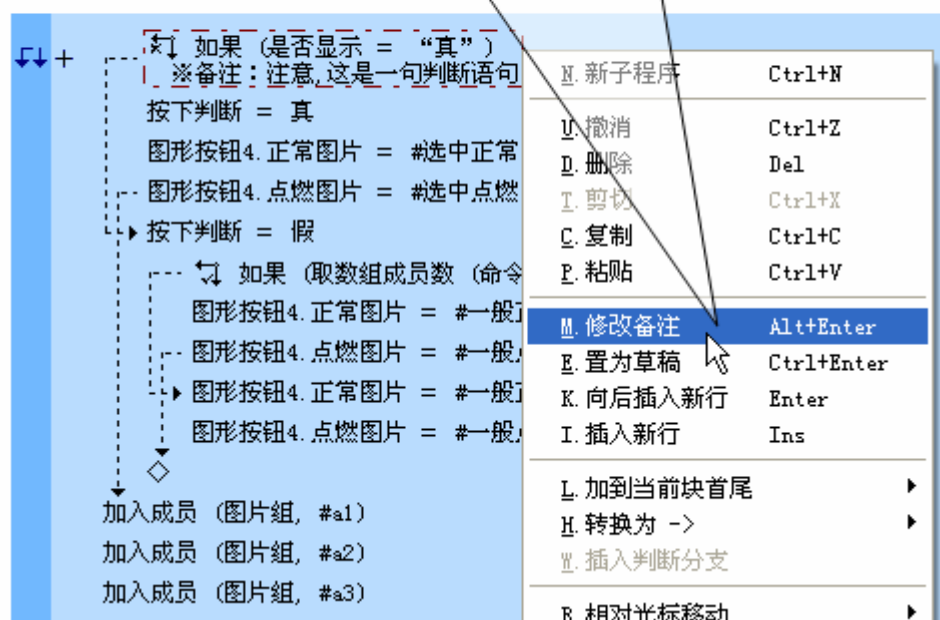 如果 (是否显示 = “真”)
※备注：注意,这是一句判断语句
按下判断 = 真
图形按钮4.正常图片 = #选中正常
图形按钮4.点燃图片 = #选中点燃
按下判断 = 假
如果 (取数组成员数 (命令
图形按钮4.正常图片 = #一般
图形按钮4.点燃图片 = #一般
图形按钮4.正常图片 = #一般
图形按钮4.点燃图片 = #一般
加入成员 (图片组, #a1)
加入成员 (图片组, #a2)
加入成员 (图片组, #a3)
N.新子程序 Ctrl+N
U.撤消 Ctrl+Z
D.删除 Del
T.剪切 Ctrl+X
C.复制 Ctrl+C
P.粘贴 Ctrl+V
M.修改备注 Alt+Enter
E.置为草稿 Ctrl+Enter
K.向后插入新行 Enter
I.插入新行 Ins
L.加到当前块首尾
H.转换为 ->
W.插入判断分支
B.相对光标移动